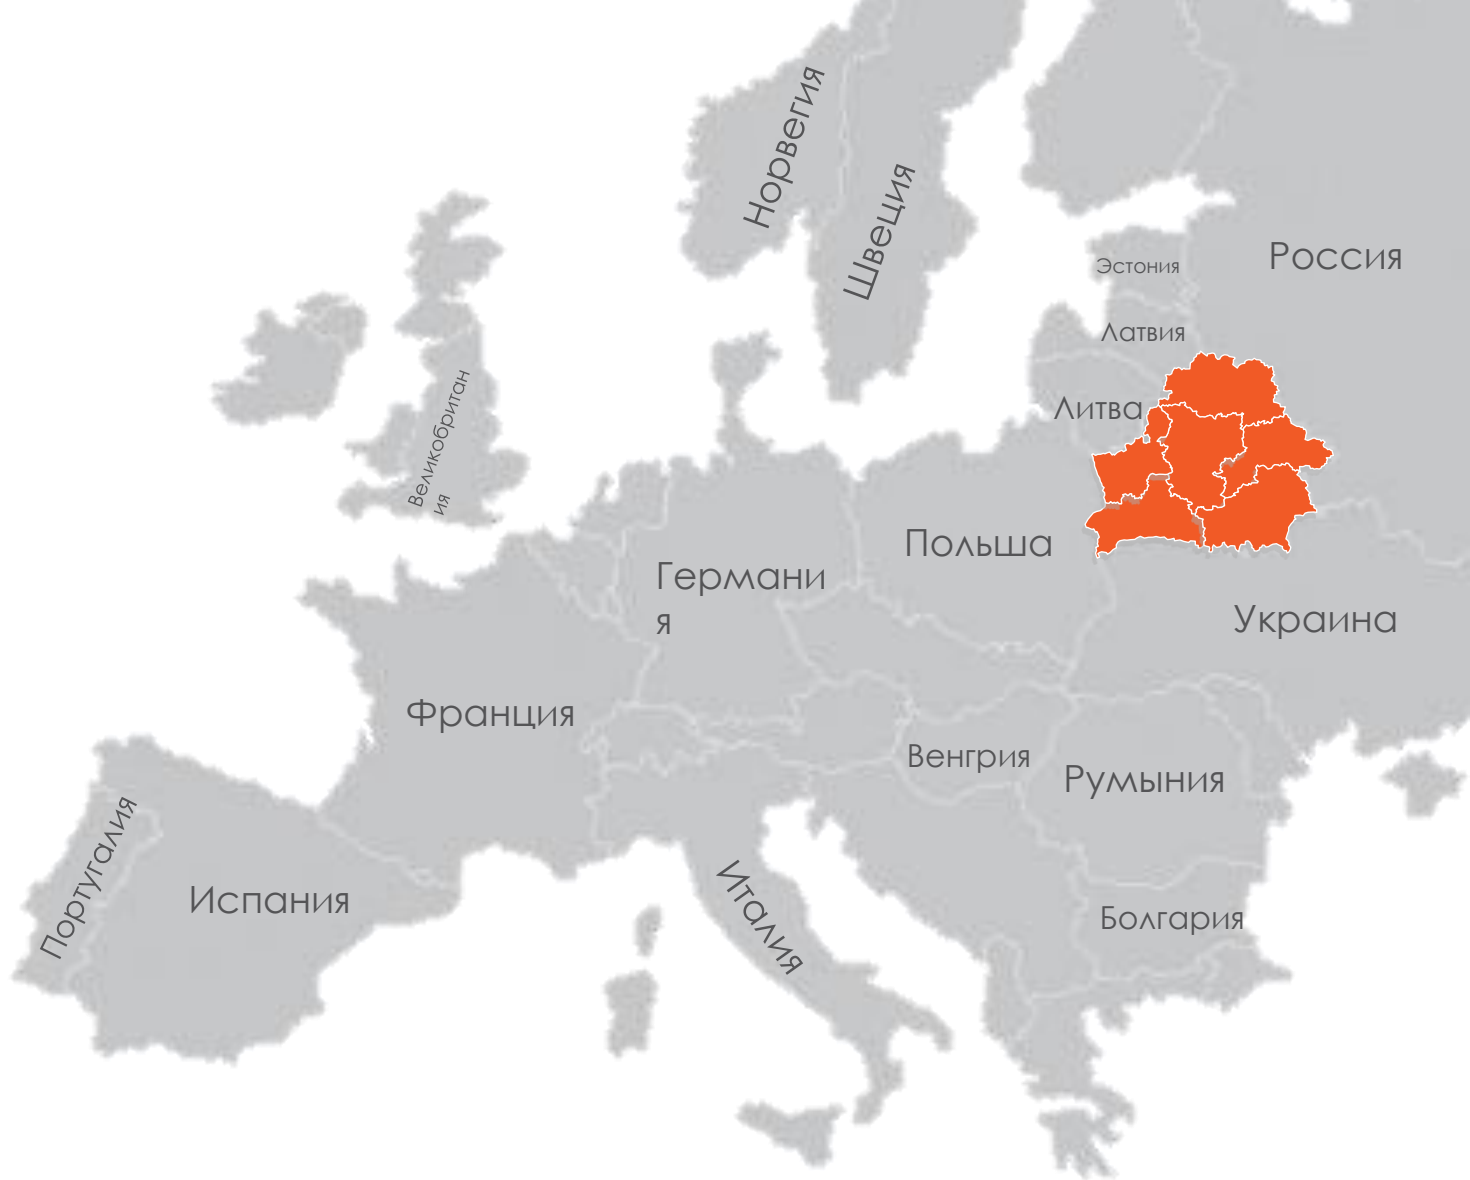 Норвегия
Швеция
Эстония
Россия
Латвия
Литва
Великобритан
ия
Польша
Германи
я
Украина
Франция
Венгрия
Румыния
Португалия
Испания
Италия
Болгария